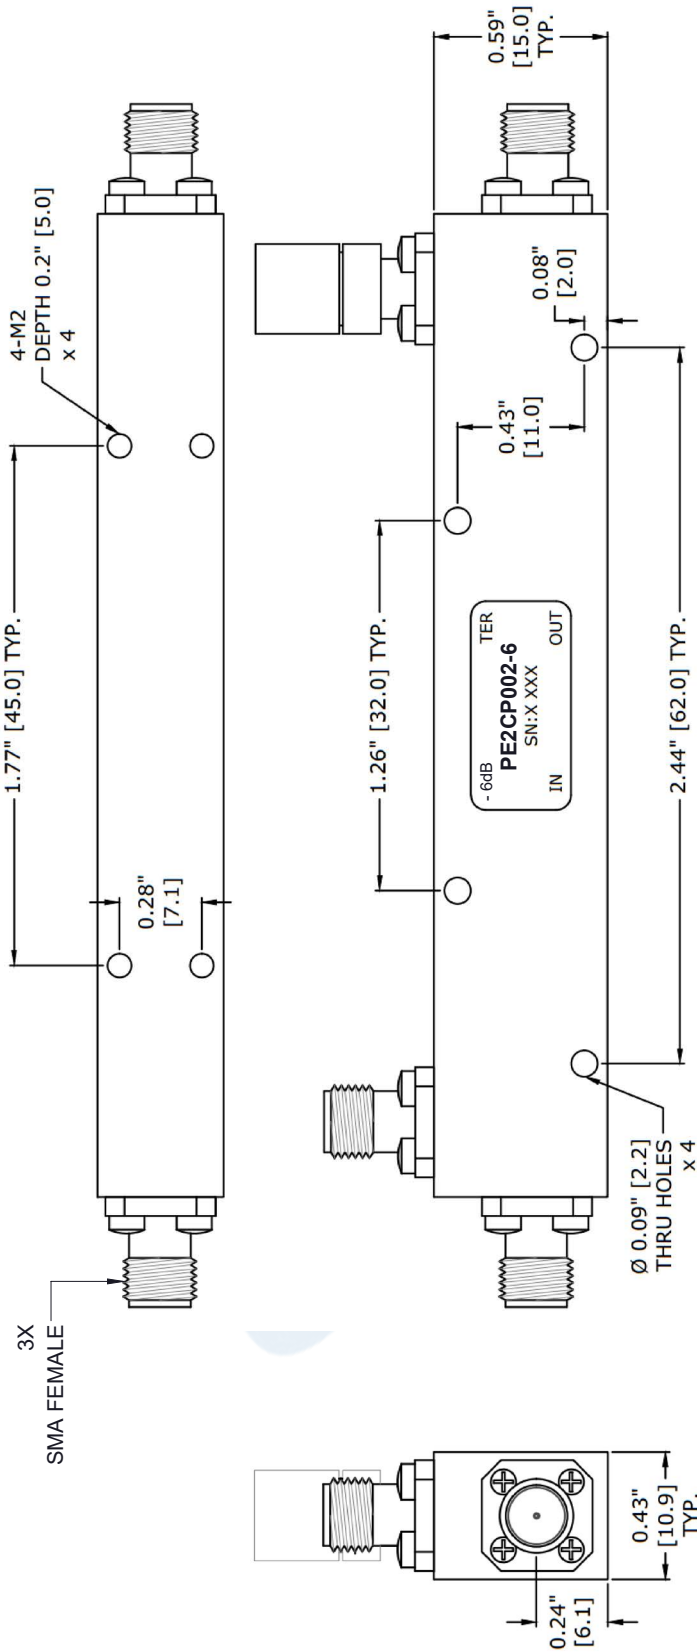 3X
SMA FEMALE
1.77" [45.0] TYP.
4-M2
DEPTH 0.2" [5.0]
x 4
0.28"
[7.1]
0.59"
[15.0]
TYP.
1.26" [32.0] TYP.
0.43"
[11.0]
0.08"
[2.0]
- 6dB TER
PE2CP002-6
SN:X XXX
IN OUT
2.44" [62.0] TYP.
Ø 0.09" [2.2]
THRU HOLES
x 4
0.24"
[6.1]
0.43"
[10.9]
TYP.